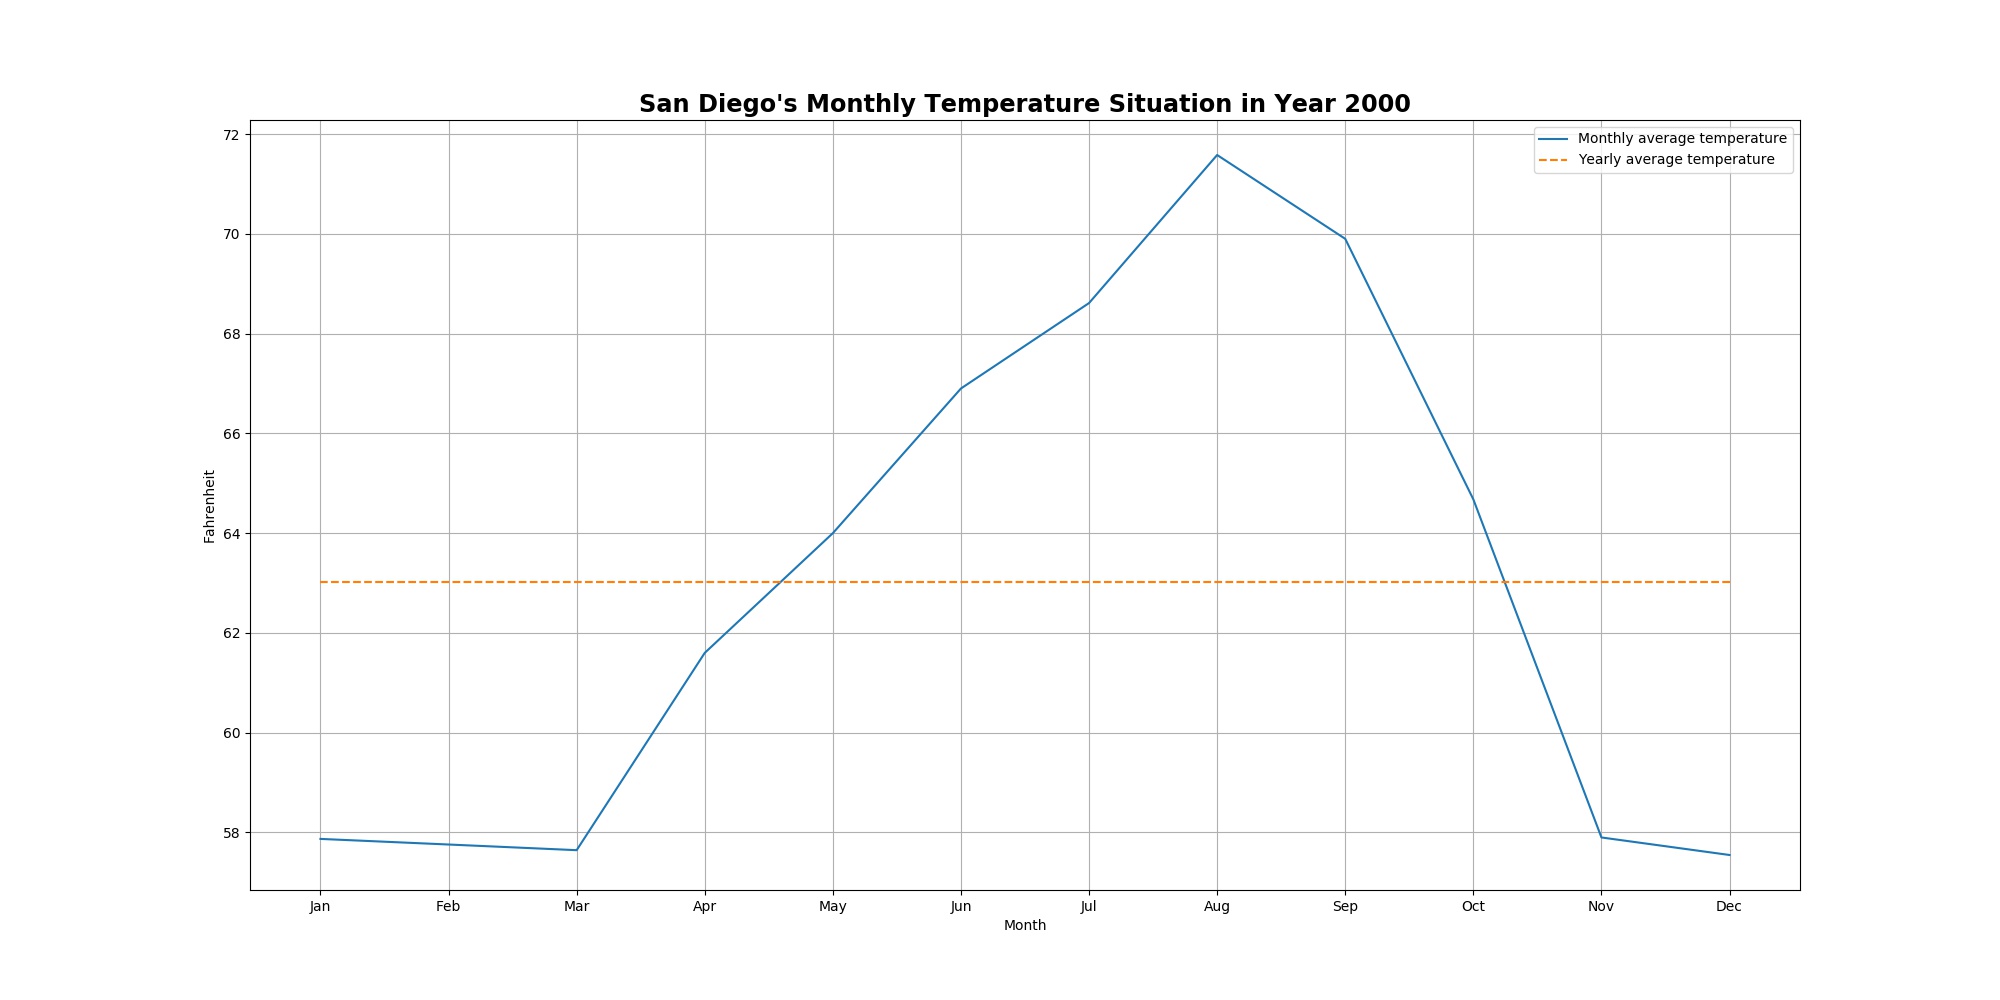 San Diego's Monthly Temperature Situation in Year 2000
Monthly average temperature
Yearly average temperature
72
70
68
66
64
62
60
58
Fahrenheit
Jan Feb Mar Apr May Jun Jul Aug Sep Oct Nov Dec
Month